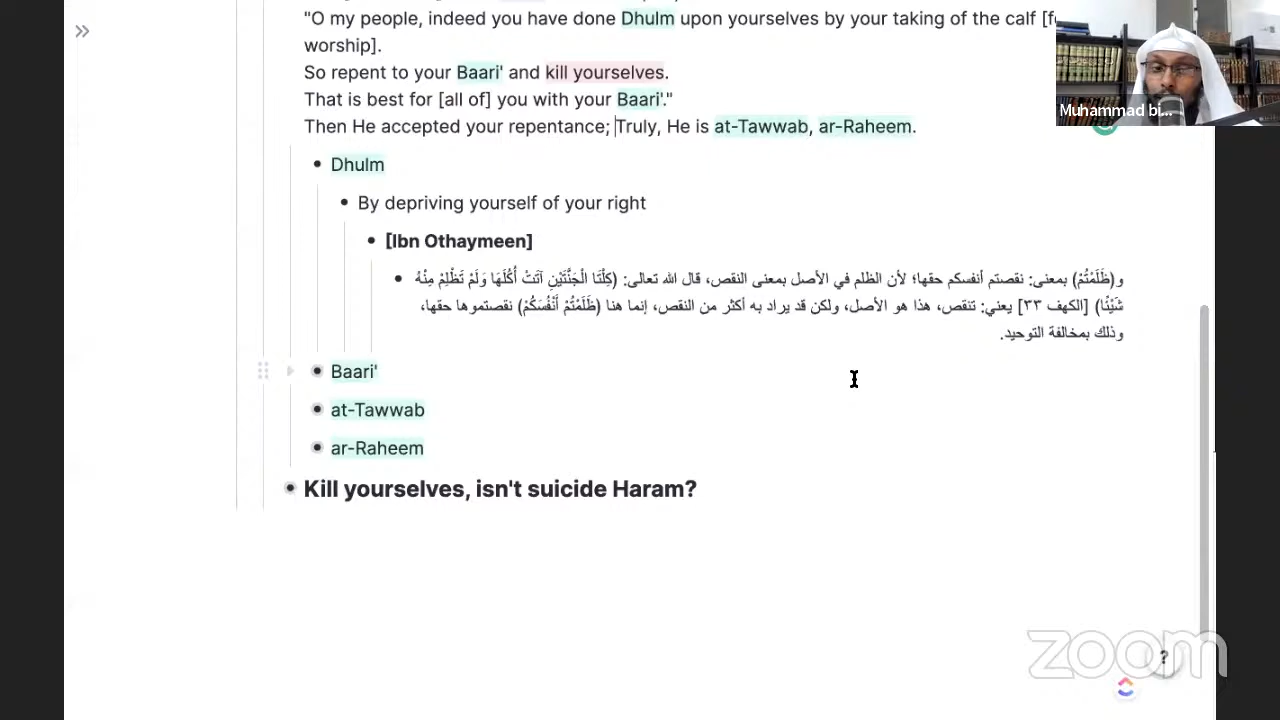 "O my people, indeed you have done Dhulm upon yourselves by your taking of the calf
worship].
So repent to your Baari' and kill yourselves.
That is best for [all of] you with your Baari'."
Then He accepted your repentance; Truly, He is at-Tawwab, ar-Raheem.
Muhammad bi...
Dhulm
By depriving yourself of your right
[Ibn Othaymeen]
و(ظَلَمْتُمْ) بمعنى: نقصتم أنفسكم حقها؛ لأن الظلم في الأصل بمعنى النقص، قال الله تعالى: (كِلْتَا الْجَنَّتَيْنِ آتَتْ أُكُلَهَا وَلَمْ تَظْلِمْ مِنْهُ
شَيْئًا) [الكهف ٣٣] يعني: تنقص، هذا هو الأصل، ولكن قد يراد به أكثر من النقص، إنما هنا (ظَلَمْتُمْ أَنْفُسَكُمْ) نقصتموها حقها،
وذلك بمخالفة التوحيد.
Baari'
at-Tawwab
ar-Raheem
Kill yourselves, isn't suicide Haram?
zoom
?